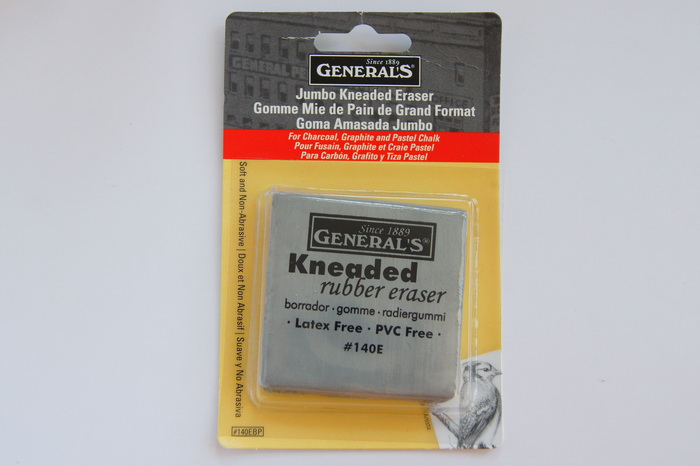 GENERAL P
Since 1889
GENERAL'S®
Jumbo Kneaded Eraser
Gomme Mie de Pain de Grand Format
Goma Amasada Jumbo
For Charcoal, Graphite and Pastel Chalk
Pour Fusain, Graphite et Craie Pastel
Para Carbón, Grafito y Tiza Pastel
Soft and Non-Abrasive | Doux et Non Abrasif | Suave y No Abrasiva
Since 1889
GENERAL'S®
Kneaded
rubber eraser
borrador · gomme · radiergummi
· Latex Free · PVC Free ·
#140E
#140EBP